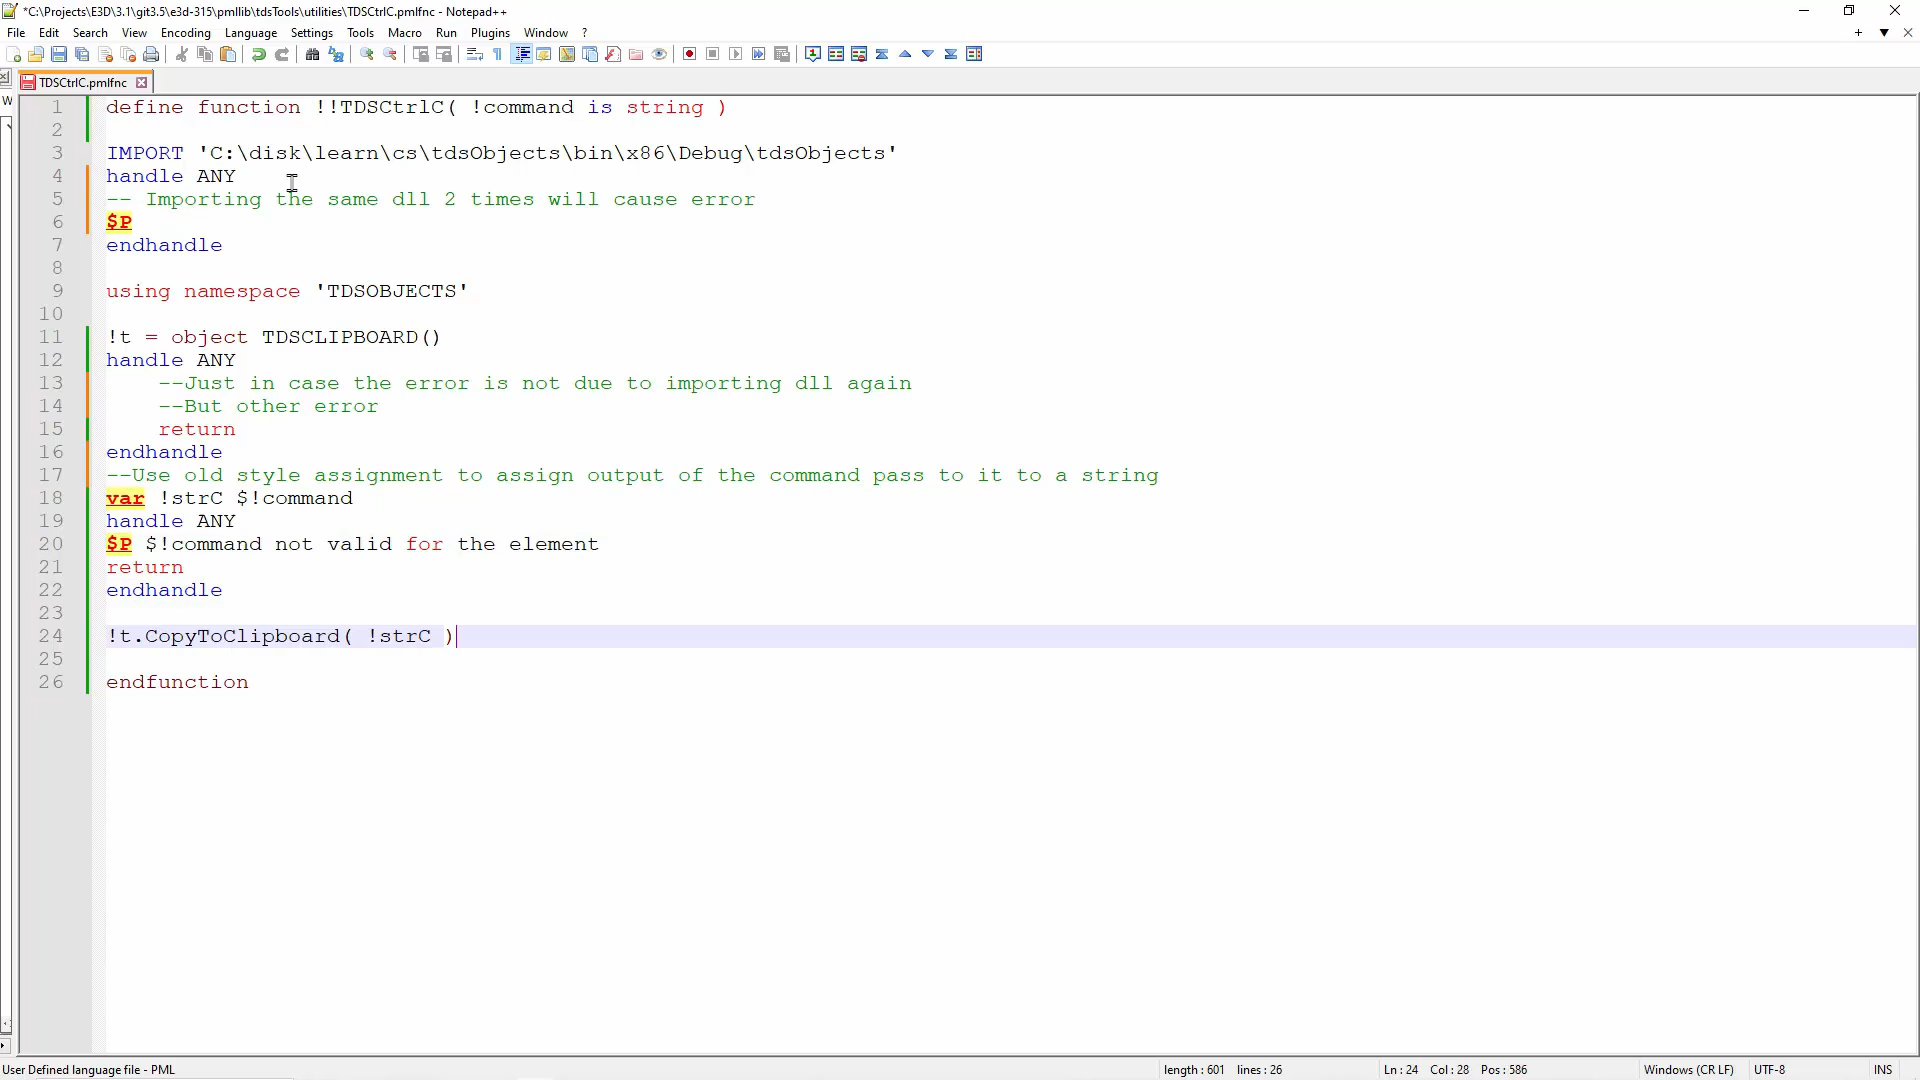 *C:\Projects\E3D\3.1\git3.5\e3d-315\pmllib\tdsTools\utilities\TDSCtrlC.pmlfnc - Notepad++
File Edit Search View Encoding Language Settings Tools Macro Run Plugins Window ?
TDSCtrlC.pmlfnc
W
1 define function !!TDSCtrlC( !command is string )
2
3 IMPORT 'C:\disk\learn\cs\tdsObjects\bin\x86\Debug\tdsObjects'
4 handle ANY
5 -- Importing the same dll 2 times will cause error
6 $P
7 endhandle
8
9 using namespace 'TDSOBJECTS'
10
11 !t = object TDSCLIPBOARD()
12 handle ANY
13 --Just in case the error is not due to importing dll again
14 --But other error
15 return
16 endhandle
17 --Use old style assignment to assign output of the command pass to it to a string
18 var !strC $!command
19 handle ANY
20 $P $!command not valid for the element
21 return
22 endhandle
23
24 !t.CopyToClipboard( !strC )
25
26 endfunction
User Defined language file - PML length : 601 lines : 26 Ln : 24 Col : 28 Pos : 586 Windows (CR LF) UTF-8 INS